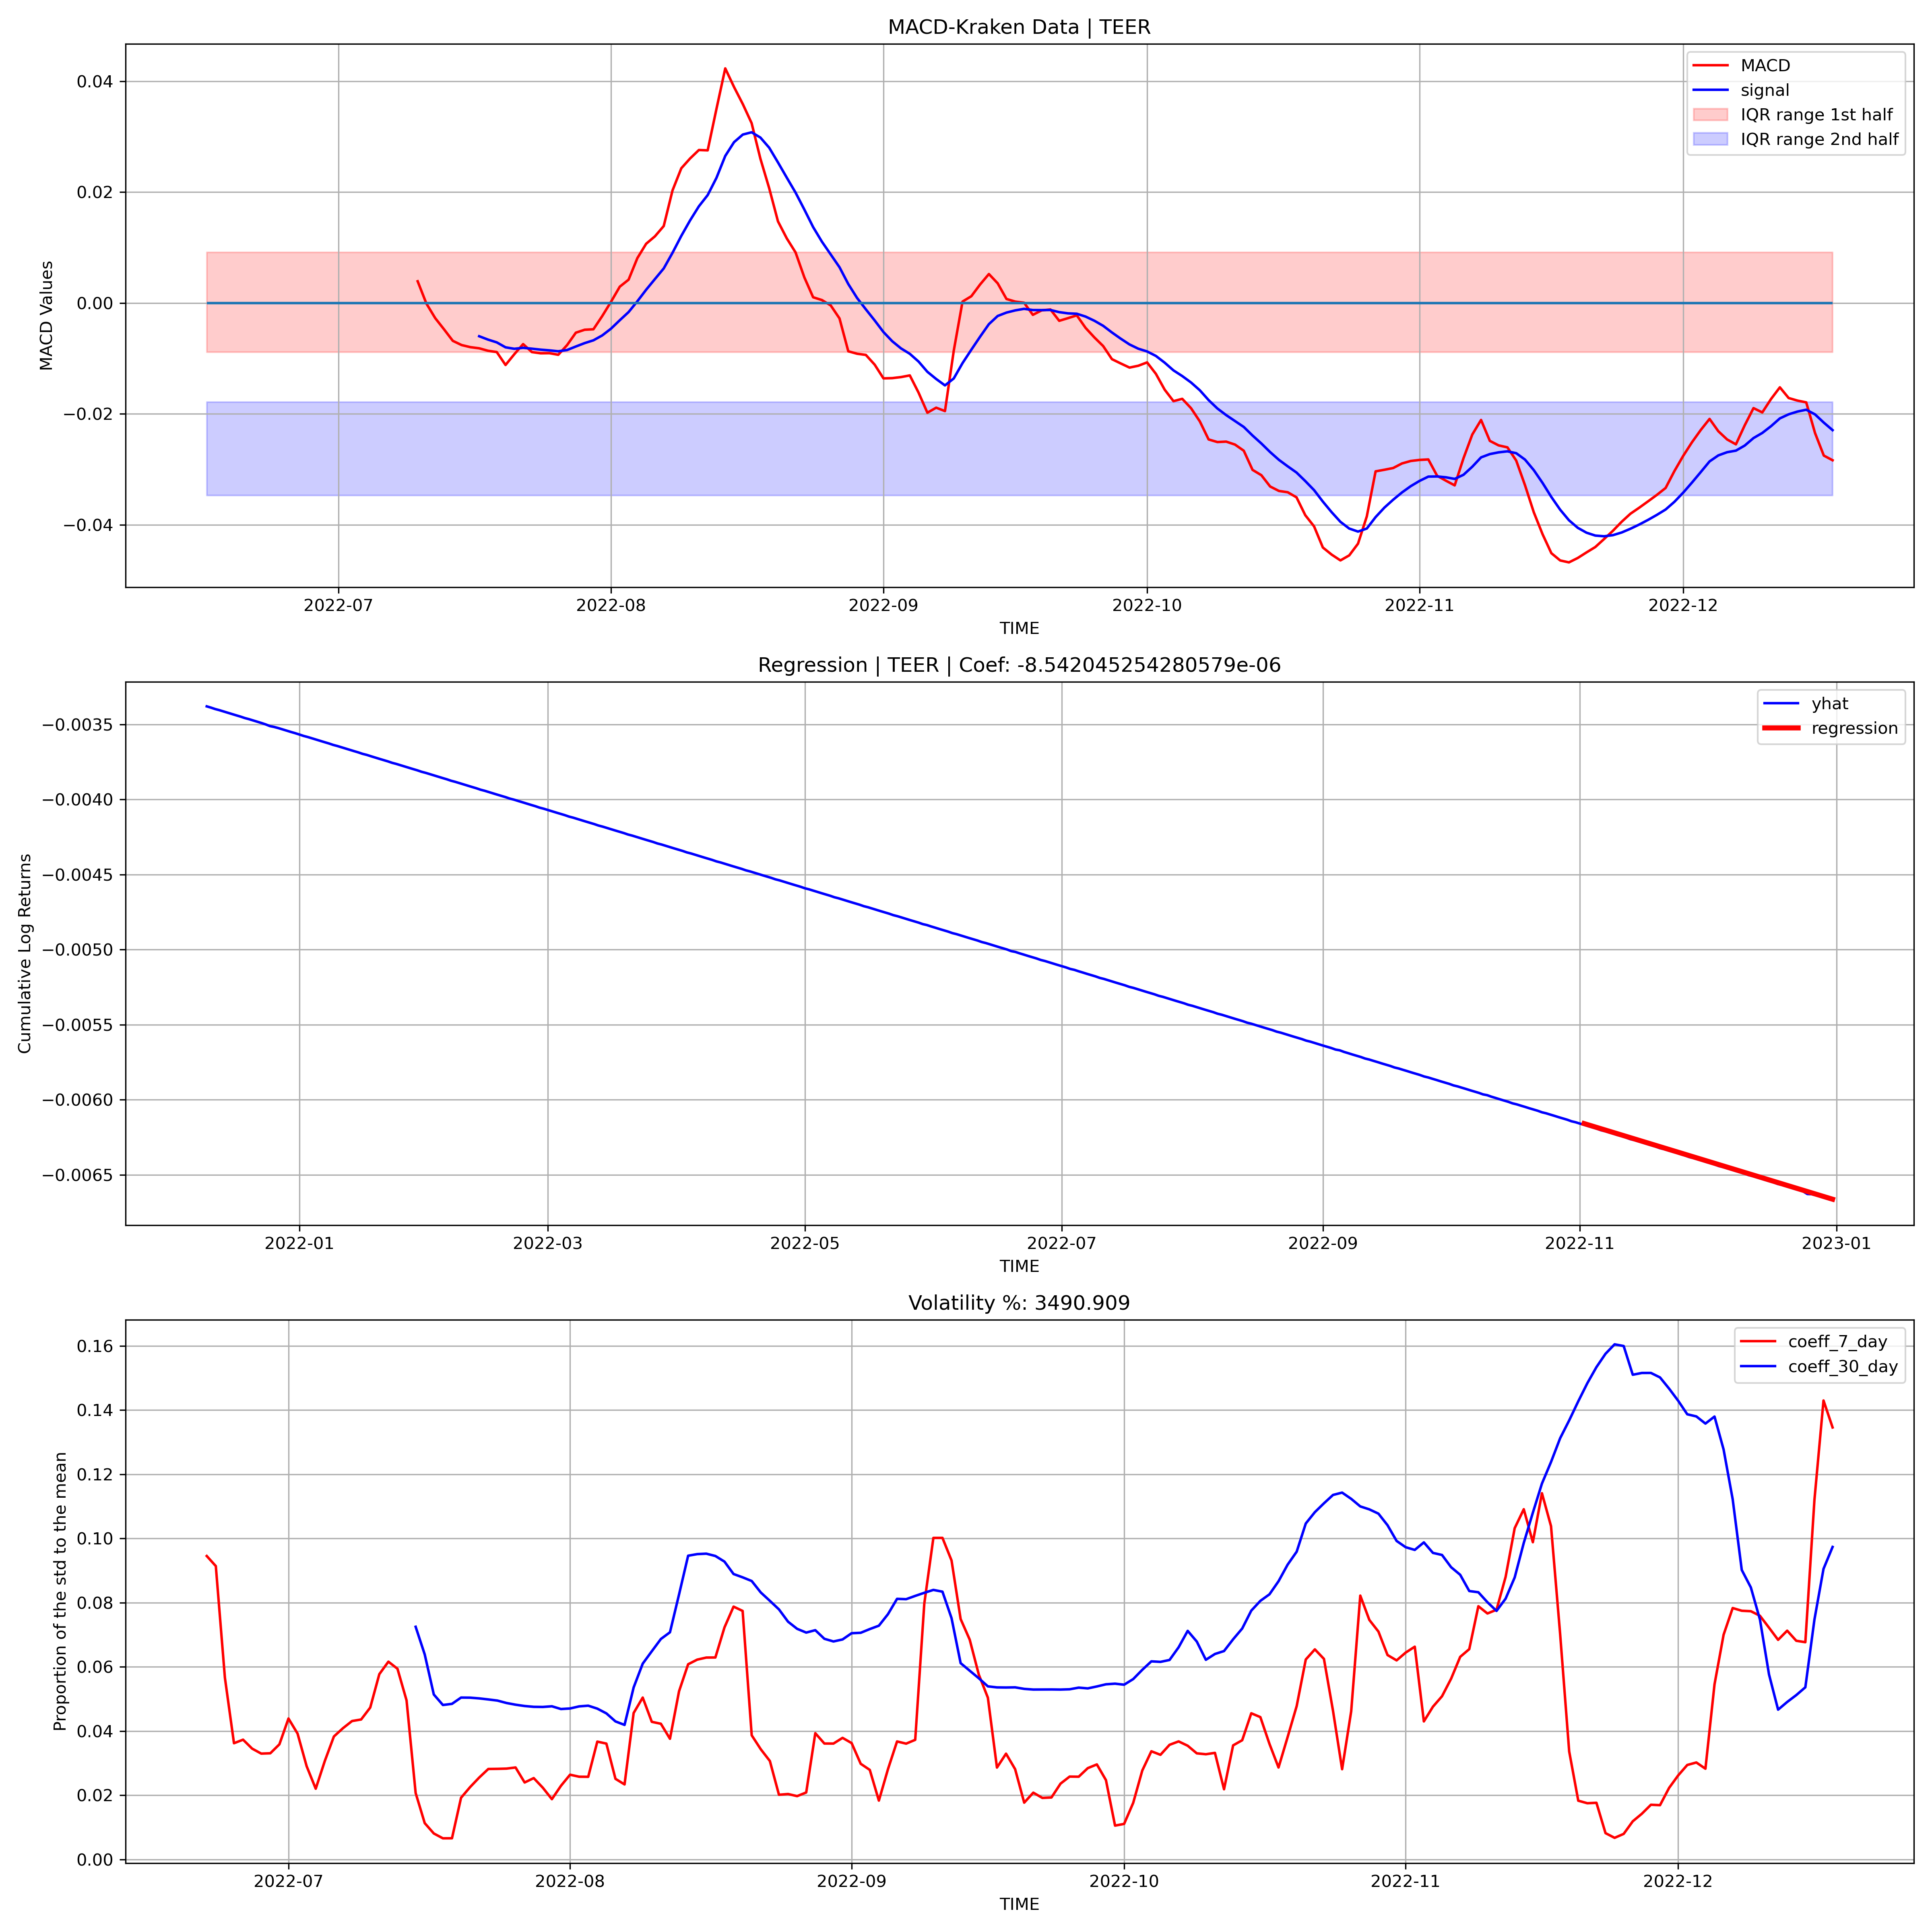 MACD-Kraken Data | TEER
MACD
signal
IQR range 1st half
IQR range 2nd half
MACD Values
0.04
0.02
0.00
−0.02
−0.04
2022-07
2022-08
2022-09
2022-10
2022-11
2022-12
TIME
Regression | TEER | Coef: -8.542045254280579e-06
yhat
regression
Cumulative Log Returns
−0.0035
−0.0040
−0.0045
−0.0050
−0.0055
−0.0060
−0.0065
2022-01
2022-03
2022-05
2022-07
2022-09
2022-11
2023-01
TIME
Volatility %: 3490.909
coeff_7_day
coeff_30_day
Proportion of the std to the mean
0.16
0.14
0.12
0.10
0.08
0.06
0.04
0.02
0.00
2022-07
2022-08
2022-09
2022-10
2022-11
2022-12
TIME